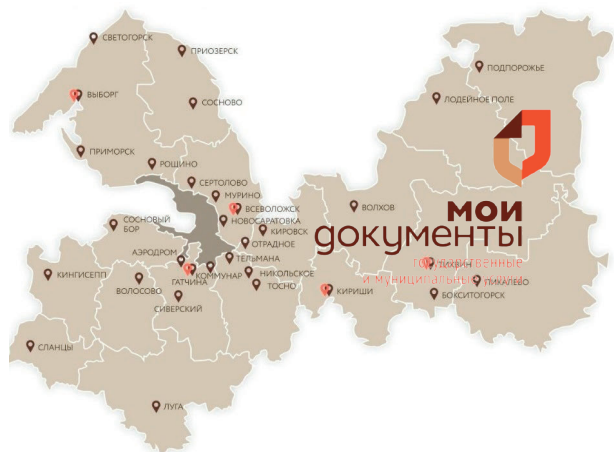 СВЕТОГОРСК
ПРИОЗЕРСК
ПОДПОРОЖЬЕ
ВЫБОРГ
СОСНОВО
ЛОДЕЙНОЕ ПОЛЕ
ПРИМОРСК
РОЩИНО
СЕРТОЛОВО
МУРИНО
ВСЕВОЛОЖСК
ВОЛХОВ
мои
СОСНОВЫЙ
БОР
НОВОСАРАТОВКА
КИРОВСК
документы
ОТРАДНОЕ
АЭРОДРОМ
ТЕЛЬМАНА
государственные
ТИХВИН
КИНГИСЕПП
ВОЛОСОВО
ГАТЧИНА
КОММУНАР
НИКОЛЬСКОЕ
и муниципальные услуги
ПИКАЛЕВО
ТОСНО
КИРИШИ
БОКСИТОГОРСК
СИВЕРСКИЙ
СЛАНЦЫ
ЛУГА